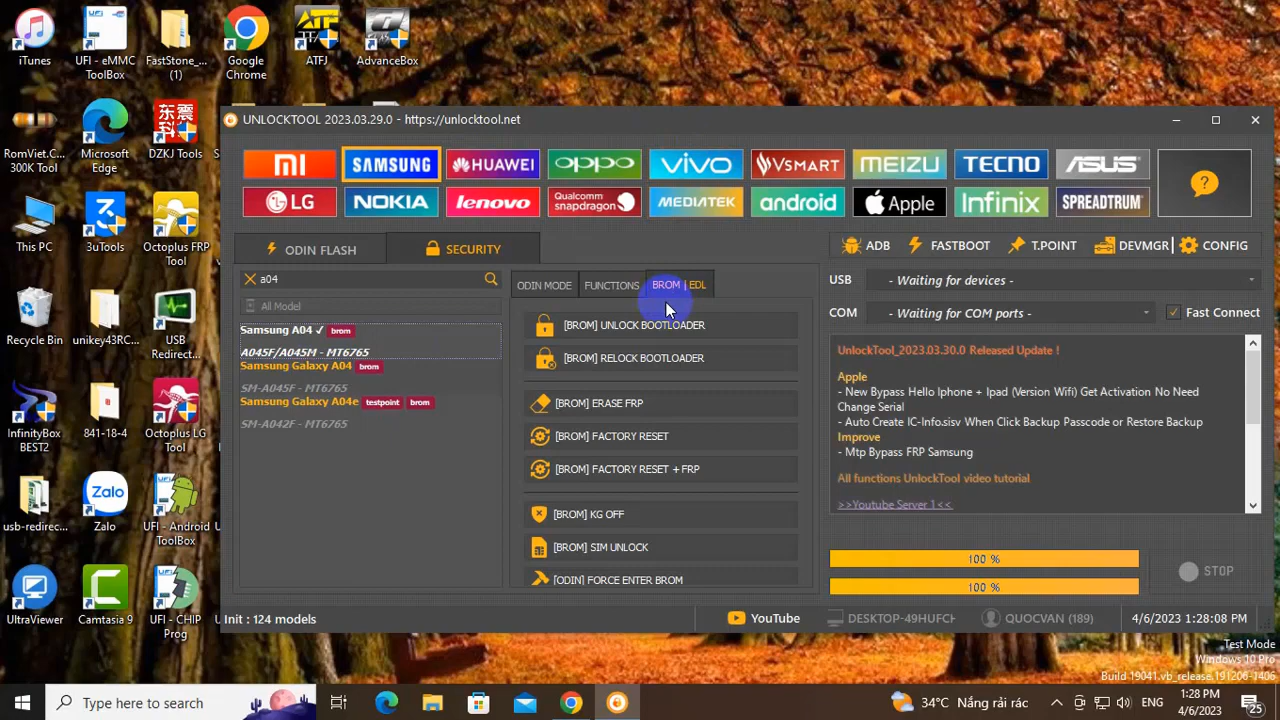 iTunes
UFI - eMMC
ToolBox
FastStone_...
(1)
Google
Chrome
ATFJ
AdvanceBox
RomViet.C...
300K Tool
Microsoft
Edge
DZKJ Tools
This PC
3uTools
Octoplus FRP
Tool
Recycle Bin
unikey43RC...
USB
Redirect...
InfinityBox
BEST2
841-18-4
Octoplus LG
Tool
usb-redirec...
Zalo
UFI - Android
ToolBox
UltraViewer
Camtasia 9
UFI - CHIP
Prog
UNLOCKTOOL 2023.03.29.0 - https://unlocktool.net
SAMSUNG
HUAWEI
oppo
vivo
VSMART
MEIZU
TECNO
ASUS
LG
NOKIA
lenovo
Qualcomm
snapdragon
MEDIATEK
android
Apple
Infinix
SPREADTRUM
?
ODIN FLASH
SECURITY
ADB
FASTBOOT
T.POINT
DEVMGR
CONFIG
a04
All Model
Samsung A04 ✓ brom
A045F/A045M - MT6765
Samsung Galaxy A04 brom
SM-A045F - MT6765
Samsung Galaxy A04e testpoint brom
SM-A042F - MT6765
ODIN MODE
FUNCTIONS
BROM | EDL
[BROM] UNLOCK BOOTLOADER
[BROM] RELOCK BOOTLOADER
[BROM] ERASE FRP
[BROM] FACTORY RESET
[BROM] FACTORY RESET + FRP
[BROM] KG OFF
[BROM] SIM UNLOCK
[ODIN] FORCE ENTER BROM
USB
- Waiting for devices -
COM
- Waiting for COM ports -
Fast Connect
UnlockTool_2023.03.30.0 Released Update !
Apple
- New Bypass Hello Iphone + Ipad (Version Wifi) Get Activation No Need
Change Serial
- Auto Create IC-Info.sisv When Click Backup Passcode or Restore Backup
Improve
- Mtp Bypass FRP Samsung
All functions UnlockTool video tutorial
>>Youtube Server 1<<
100 %
100 %
STOP
Init : 124 models
YouTube
DESKTOP-49HUFCH
QUOCVAN (189)
4/6/2023 1:28:08 PM
Test Mode
Windows 10 Pro
Build 19041.vb_release.191206-1406
Type here to search
34°C Nắng rải rác
ENG
1:28 PM
4/6/2023
25